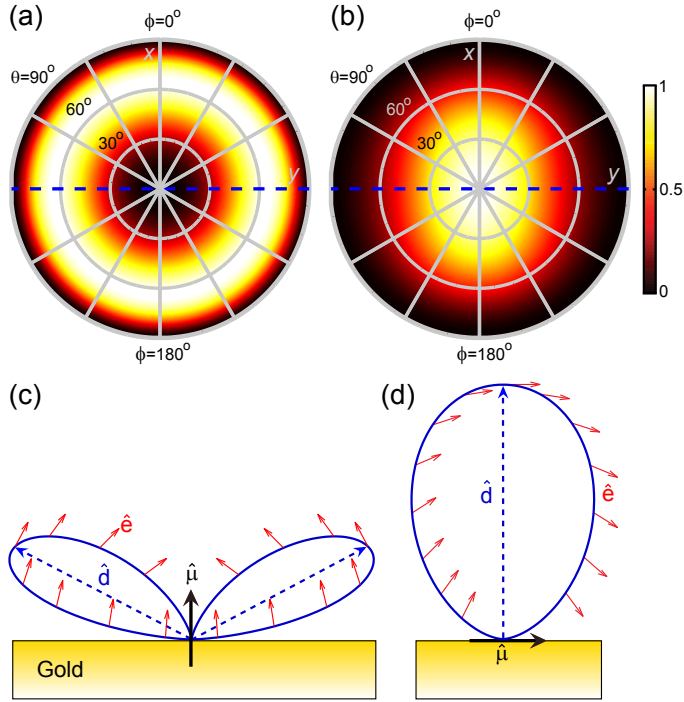 (a)
ϕ=0°
x
θ=90°
60°
30°
y
ϕ=180°
(b)
ϕ=0°
x
θ=90°
60°
30°
y
ϕ=180°
1
0.5
0
(c)
ê
d̂
μ̂
Gold
(d)
d̂
ê
μ̂